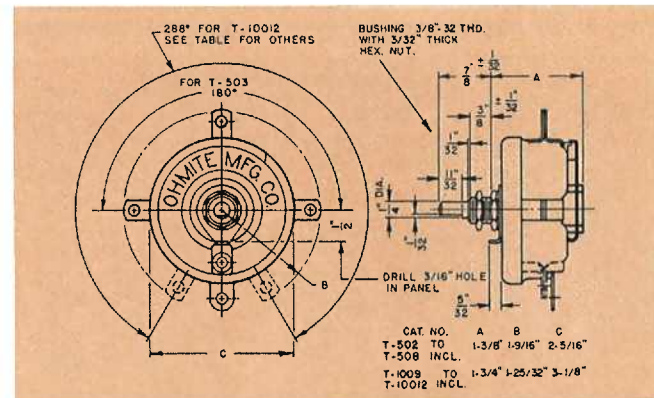 288° FOR T-10012
SEE TABLE FOR OTHERS
FOR T-503
180°
OHMITE MFG. CO.
1"/2
B
C
BUSHING 3/8"-32 THD.
WITH 3/32" THICK
HEX. NUT.
7"/8 ± 1/32
A
3"/8 ± 1"/32
1"/32
11"/32
1"/4 DIA.
1"/32
DRILL 3/16" HOLE
IN PANEL
5"/32
CAT. NO. A B C
T-502 TO 1-3/8" 1-9/16" 2-5/16"
T-508 INCL.
T-1009 TO 1-3/4" 1-25/32" 3-1/8"
T-10012 INCL.